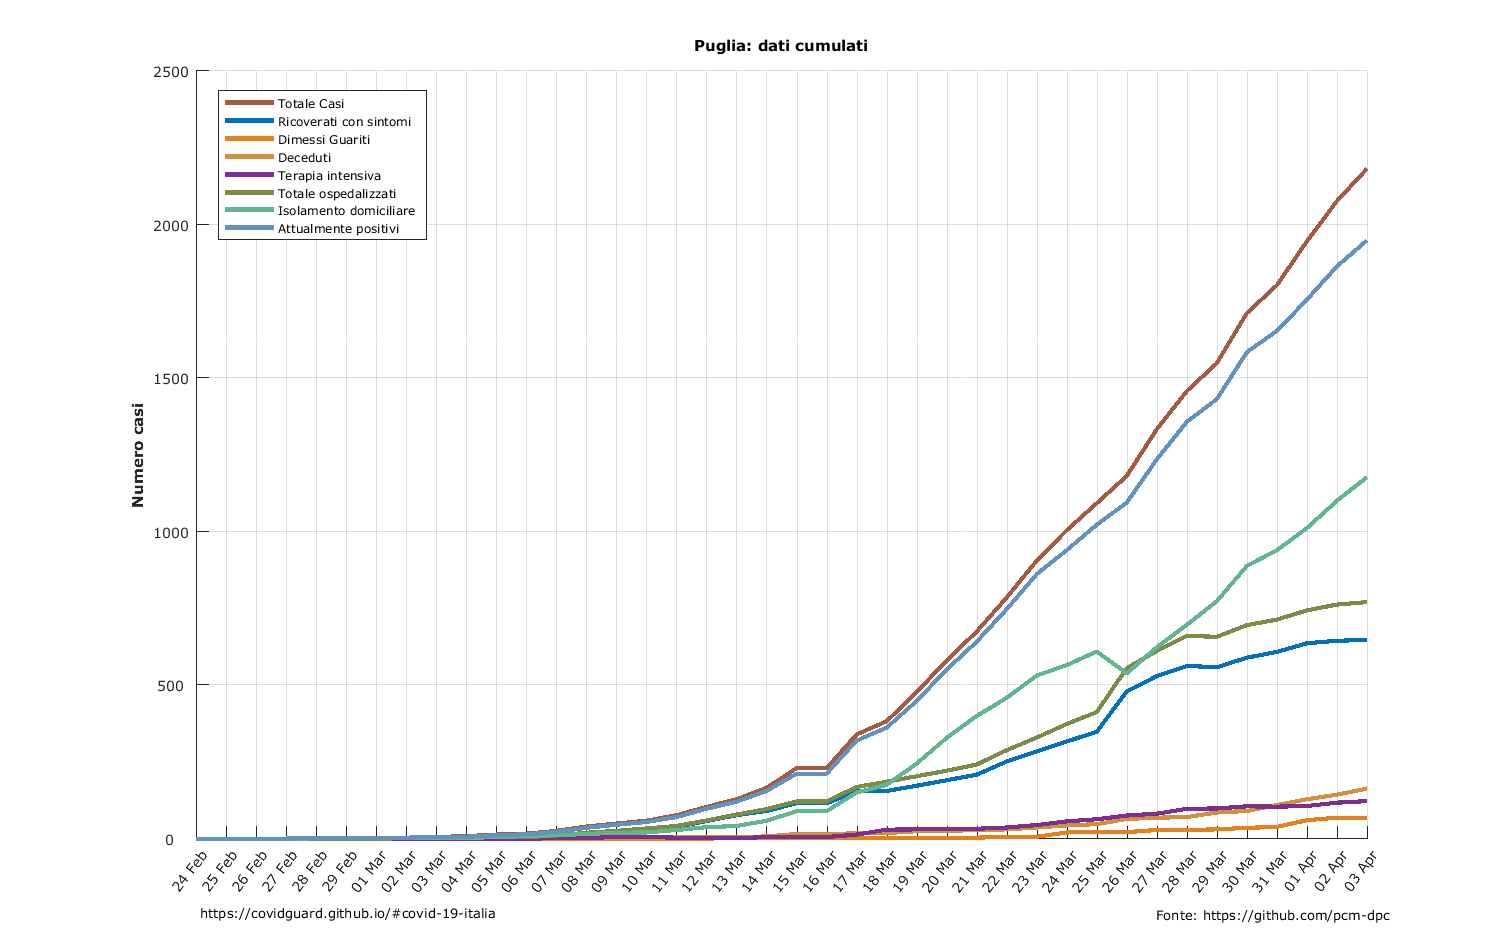 Puglia: dati cumulati
2500
2000
1500
1000
500
0
Numero casi
Totale Casi
Ricoverati con sintomi
Dimessi Guariti
Deceduti
Terapia intensiva
Totale ospedalizzati
Isolamento domiciliare
Attualmente positivi
24 Feb
25 Feb
26 Feb
27 Feb
28 Feb
29 Feb
01 Mar
02 Mar
03 Mar
04 Mar
05 Mar
06 Mar
07 Mar
08 Mar
09 Mar
10 Mar
11 Mar
12 Mar
13 Mar
14 Mar
15 Mar
16 Mar
17 Mar
18 Mar
19 Mar
20 Mar
21 Mar
22 Mar
23 Mar
24 Mar
25 Mar
26 Mar
27 Mar
28 Mar
29 Mar
30 Mar
31 Mar
01 Apr
02 Apr
03 Apr
https://covidguard.github.io/#covid-19-italia
Fonte: https://github.com/pcm-dpc